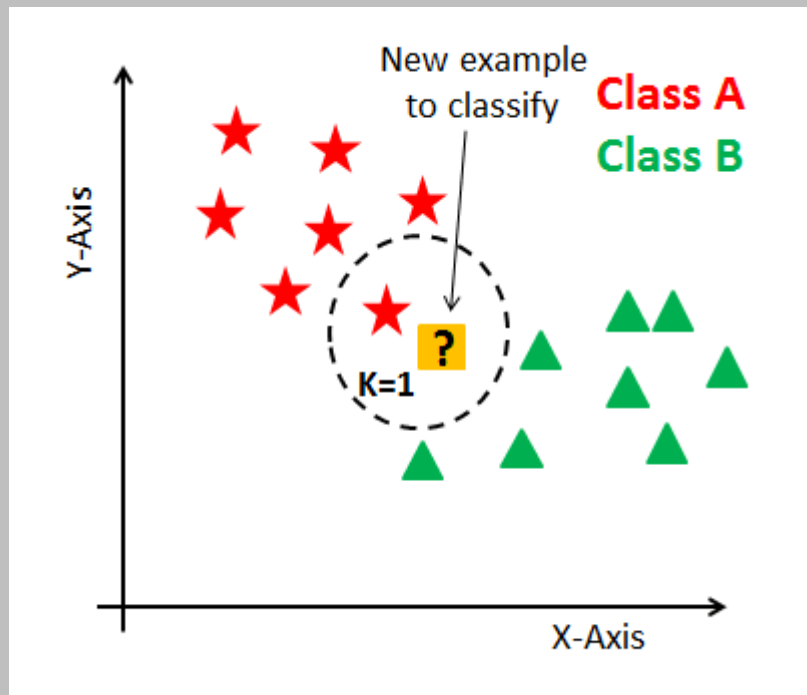 New example
to classify
Class A
Class B
Y-Axis
?
K=1
X-Axis